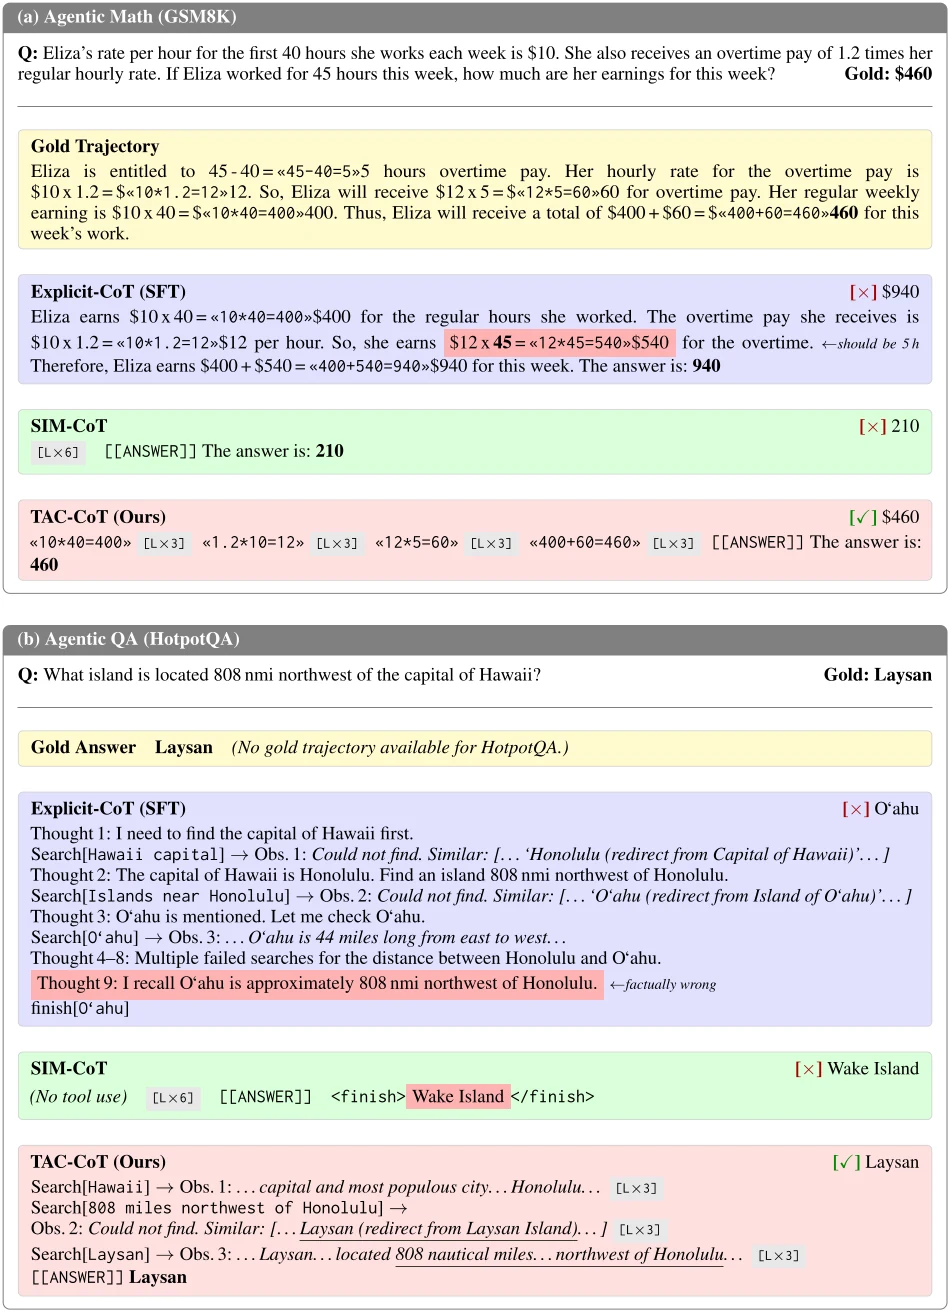 (a) Agentic Math (GSM8K)
Q: Eliza’s rate per hour for the first 40 hours she works each week is $10. She also receives an overtime pay of 1.2 times her
regular hourly rate. If Eliza worked for 45 hours this week, how much are her earnings for this week? Gold: $460
Gold Trajectory
Eliza is entitled to 45 - 40 = «45-40=5»5 hours overtime pay. Her hourly rate for the overtime pay is
$10 x 1.2 = $«10*1.2=12»12. So, Eliza will receive $12 x 5 = $«12*5=60»60 for overtime pay. Her regular weekly
earning is $10 x 40 = $«10*40=400»400. Thus, Eliza will receive a total of $400 + $60 = $«400+60=460»460 for this
week’s work.
Explicit-CoT (SFT) [×] $940
Eliza earns $10 x 40 = «10*40=400»$400 for the regular hours she worked. The overtime pay she receives is
$10 x 1.2 = «10*1.2=12»$12 per hour. So, she earns $12 x 45 = «12*45=540»$540 for the overtime. ←should be 5 h
Therefore, Eliza earns $400 + $540 = «400+540=940»$940 for this week. The answer is: 940
SIM-CoT [×] 210
[L×6] [[ANSWER]] The answer is: 210
TAC-CoT (Ours) [✓] $460
«10*40=400» [L×3] «1.2*10=12» [L×3] «12*5=60» [L×3] «400+60=460» [L×3] [[ANSWER]] The answer is:
460
(b) Agentic QA (HotpotQA)
Q: What island is located 808 nmi northwest of the capital of Hawaii? Gold: Laysan
Gold Answer Laysan (No gold trajectory available for HotpotQA.)
Explicit-CoT (SFT) [×] O‘ahu
Thought 1: I need to find the capital of Hawaii first.
Search[Hawaii capital] → Obs. 1: Could not find. Similar: [. . . ‘Honolulu (redirect from Capital of Hawaii)’. . . ]
Thought 2: The capital of Hawaii is Honolulu. Find an island 808 nmi northwest of Honolulu.
Search[Islands near Honolulu] → Obs. 2: Could not find. Similar: [. . . ‘O‘ahu (redirect from Island of O‘ahu)’. . . ]
Thought 3: O‘ahu is mentioned. Let me check O‘ahu.
Search[O‘ahu] → Obs. 3: . . . O‘ahu is 44 miles long from east to west. . .
Thought 4–8: Multiple failed searches for the distance between Honolulu and O‘ahu.
Thought 9: I recall O‘ahu is approximately 808 nmi northwest of Honolulu. ←factually wrong
finish[O‘ahu]
SIM-CoT [×] Wake Island
(No tool use) [L×6] [[ANSWER]] <finish> Wake Island </finish>
TAC-CoT (Ours) [✓] Laysan
Search[Hawaii] → Obs. 1: . . . capital and most populous city. . . Honolulu. . . [L×3]
Search[808 miles northwest of Honolulu] →
Obs. 2: Could not find. Similar: [. . . Laysan (redirect from Laysan Island). . . ] [L×3]
Search[Laysan] → Obs. 3: . . . Laysan. . . located 808 nautical miles. . . northwest of Honolulu. . . [L×3]
[[ANSWER]] Laysan